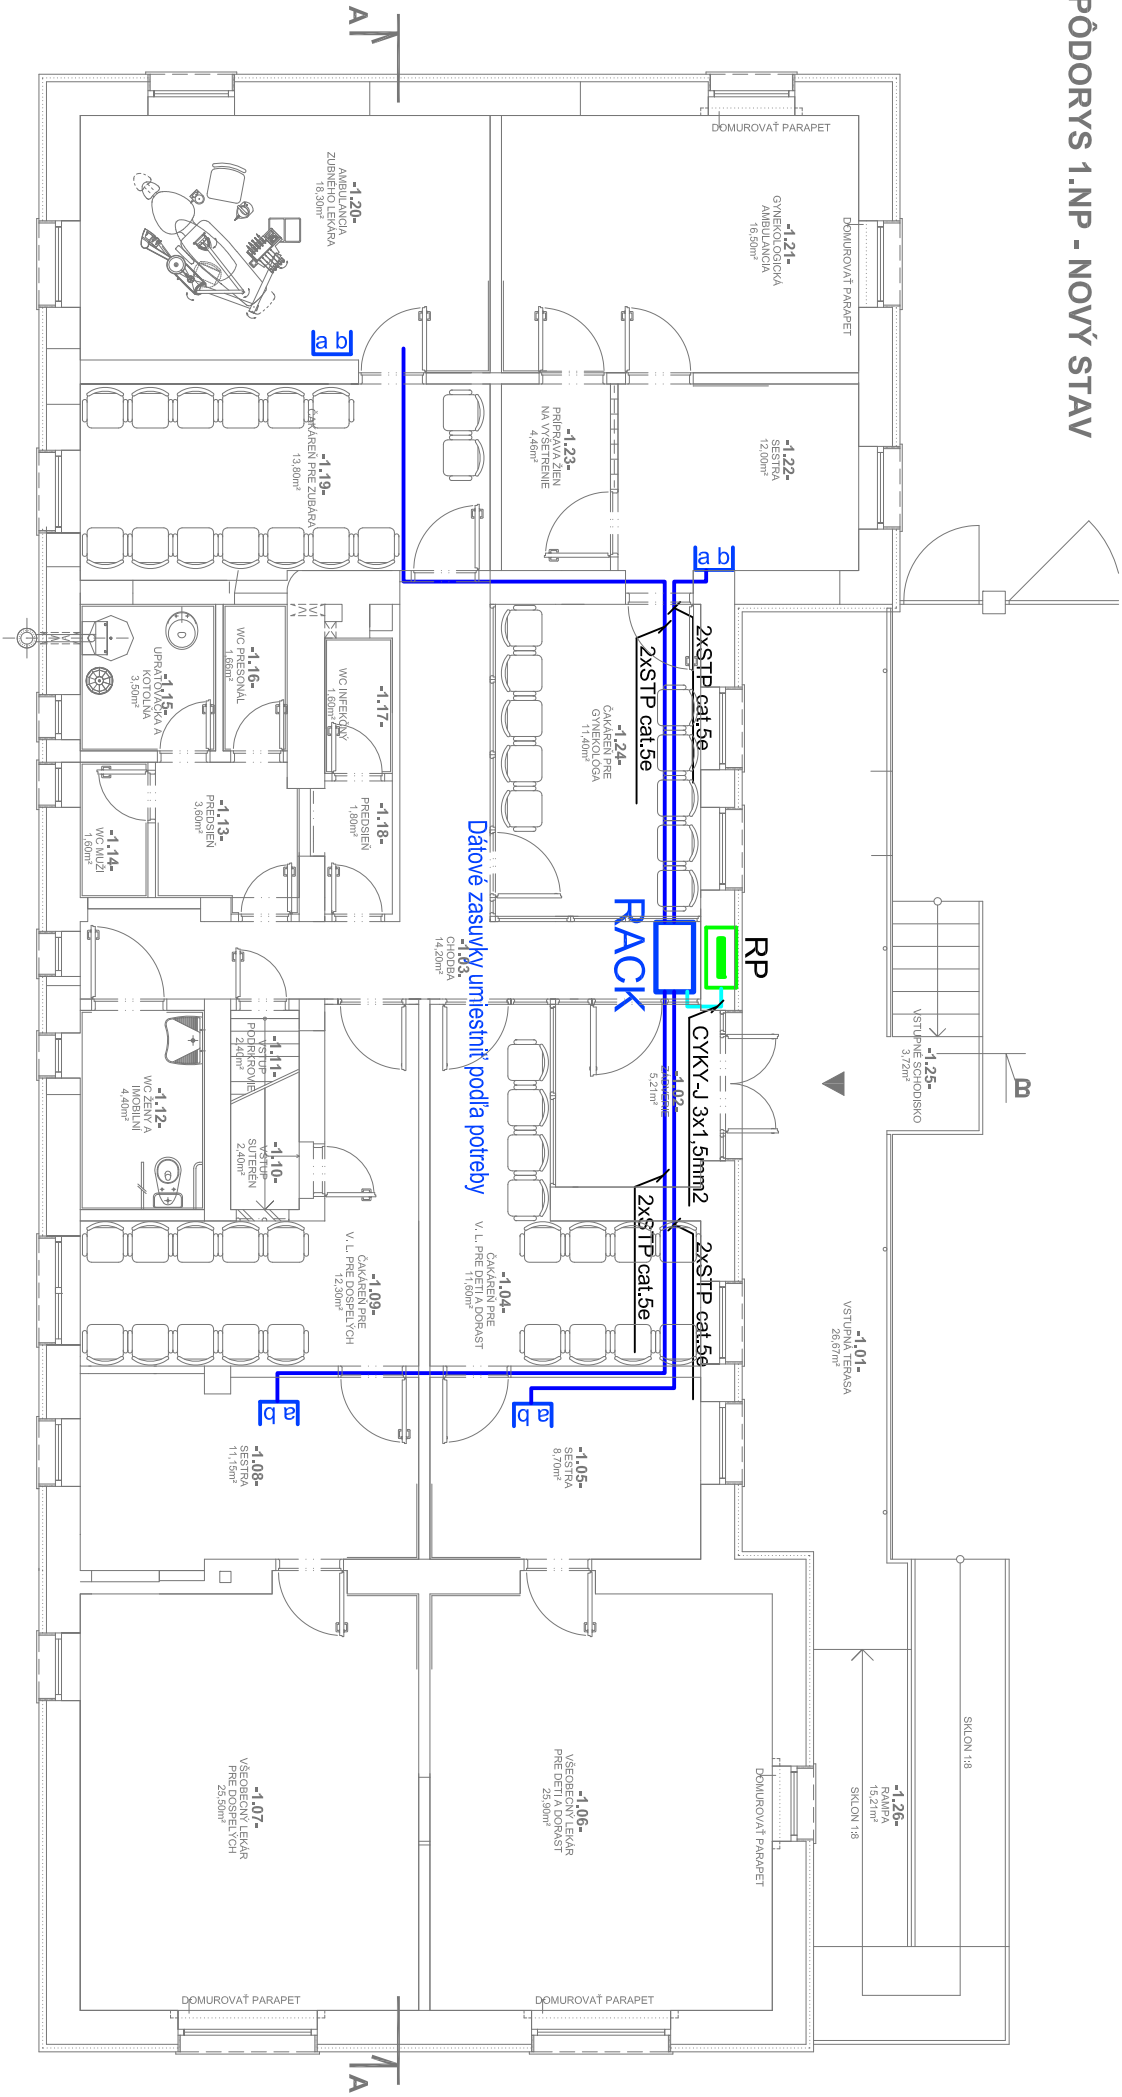 PÔDORYS 1.NP - NOVÝ STAV
A
DOMUROVAŤ PARAPET
DOMUROVAŤ PARAPET
-1.20-
AMBULANCIA
ZUBNÉHO LEKÁRA
18,30m²
-1.21-
GYNEKOLOGICKÁ
AMBULANCIA
16,50m²
a b
-1.19-
ČAKÁREŇ PRE ZUBÁRA
13,80m²
-1.23-
PRÍPRAVA ŽIEN
NA VYŠETRENIE
4,46m²
-1.22-
SESTRA
12,00m²
a b
2xSTP cat.5e
2xSTP cat.5e
-1.15-
UPRATOVAČKA A
KOTOLŇA
3,50m²
-1.16-
WC PRESONÁL
1,66m²
-1.17-
WC INFEKČNÝ
1,60m²
-1.24-
ČAKÁREŇ PRE
GYNEKOLÓGA
11,40m²
-1.14-
WC MUŽI
1,60m²
-1.13-
PREDSIEŇ
3,60m²
-1.18-
PREDSIEŇ
1,80m²
Dátové zásuvky umiestniť podľa potreby
RACK
RP
-1.03-
CHODBA
14,20m²
CYKY-J 3x1,5mm2
-1.02-
5,21m²
-1.25-
VSTUPNÉ SCHODISKO
3,72m²
B
-1.12-
WC ŽENY A
IMOBILNÍ
4,40m²
-1.11-
VSTUP
PODRKROVIE
2,40m²
-1.10-
VSTUP
SUTERÉN
2,40m²
2xSTP cat.5e
2xSTP cat.5e
-1.09-
ČAKÁREŇ PRE
V. L. PRE DOSPELÝCH
12,30m²
-1.04-
ČAKÁREŇ PRE
V. L. PRE DETI A DORAST
11,60m²
-1.01-
VSTUPNÁ TERASA
26,67m²
a b
a b
-1.08-
SESTRA
11,15m²
-1.05-
SESTRA
8,70m²
-1.07-
VŠEOBECNÝ LEKÁR
PRE DOSPELÝCH
25,50m²
-1.06-
VŠEOBECNÝ LEKÁR
PRE DETI A DORAST
25,90m²
DOMUROVAŤ PARAPET
SKLON 1:8
-1.26-
RAMPA
15,21m²
SKLON 1:8
DOMUROVAŤ PARAPET
DOMUROVAŤ PARAPET
A